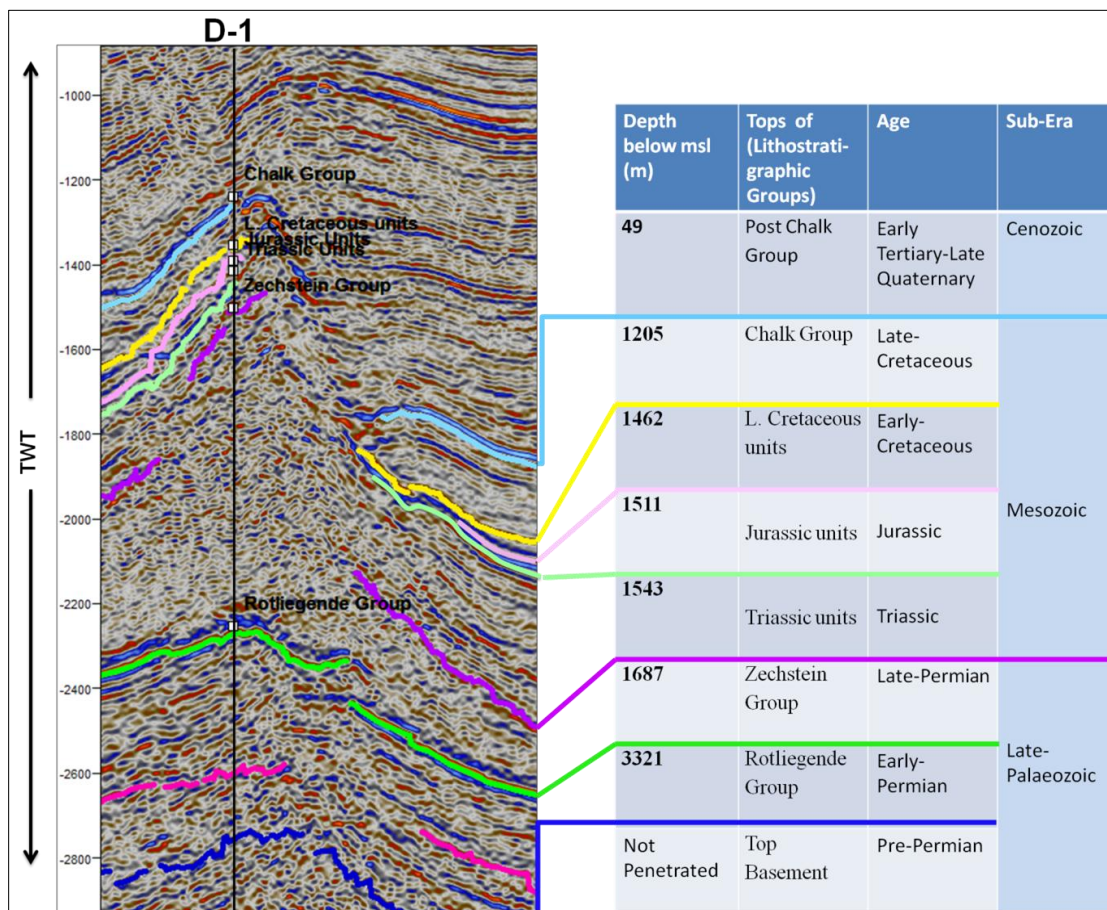 D-1
TWT
-1000
-1200
-1400
-1600
-1800
-2000
-2200
-2400
-2600
-2800
Chalk Group
L. Cretaceous units
Jurassic Units
Triassic Units
Zechstein Group
Rotliegende Group
Depth
below msl
(m)
Tops of
(Lithostrati-
graphic
Groups)
Age
Sub-Era
49
Post Chalk
Group
Early
Tertiary-Late
Quaternary
Cenozoic
1205
Chalk Group
Late-
Cretaceous
1462
L. Cretaceous
units
Early-
Cretaceous
Mesozoic
1511
Jurassic units
Jurassic
1543
Triassic units
Triassic
1687
Zechstein
Group
Late-Permian
Late-
Palaeozoic
3321
Rotliegende
Group
Early-
Permian
Not
Penetrated
Top
Basement
Pre-Permian